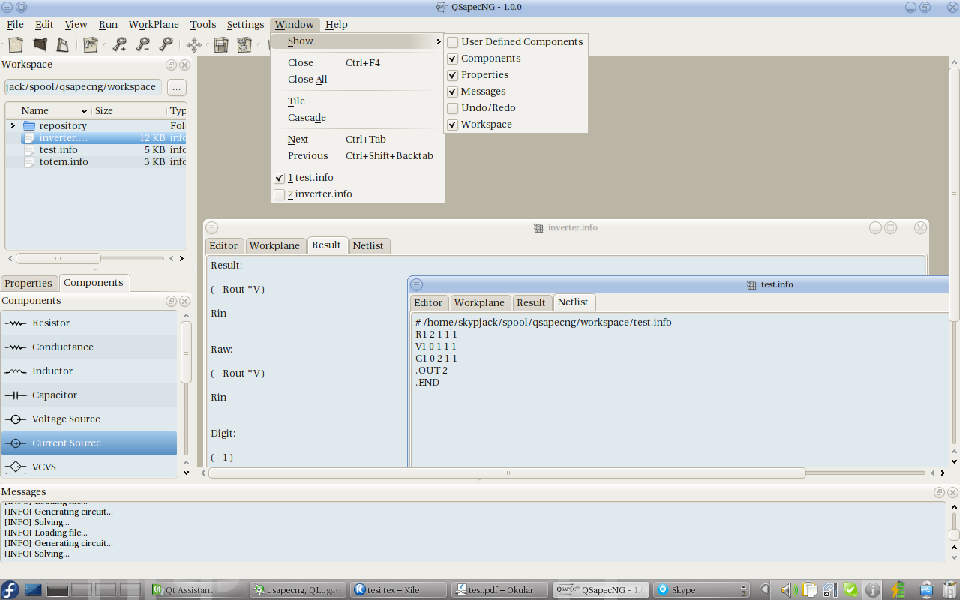 QSapecNG - 1.0.0
File Edit View Run WorkPlane Tools Settings Window Help
Workspace
jack/spool/qsapecng/workspace ...
Name Size Typ
repository Fol
inverter.... 12 KB info
test.info 5 KB info
totem.info 3 KB info
Show
Close Ctrl+F4
Close All
Tile
Cascade
Next Ctrl+Tab
Previous Ctrl+Shift+Backtab
1 test.info
2 inverter.info
User Defined Components
Components
Properties
Messages
Undo/Redo
Workspace
Properties Components
Components
Resistor
Conductance
Inductor
Capacitor
Voltage Source
Current Source
VCVS
inverter.info
Editor Workplane Result Netlist
Result:
( Rout*V)
Rin
Raw:
( Rout*V)
Rin
Digit:
( 1)
test.info
Editor Workplane Result Netlist
# /home/skypjack/spool/qsapecng/workspace/test.info
R1 2 1 1 1
V1 0 1 1 1
C1 0 2 1 1
.OUT 2
.END
Messages
[INFO] Generating circuit...
[INFO] Solving...
[INFO] Loading file...
[INFO] Generating circuit...
[INFO] Solving...
Qt Assistan
tesi.tex – Kile
test.pdf – Okular
QSapecNG - 1.0
Skype